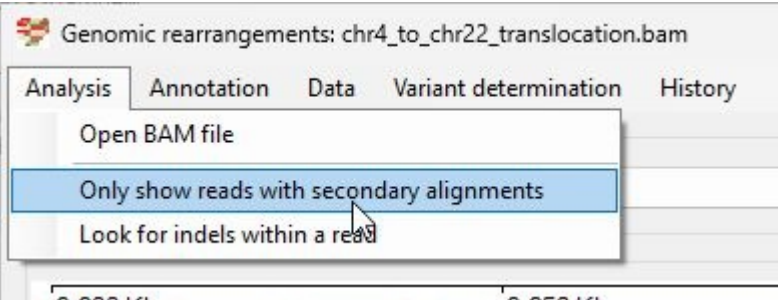 Genomic rearrangements: chr4_to_chr22_translocation.bam
Analysis Annotation Data Variant determination History
Open BAM file
Only show reads with secondary alignments
Look for indels within a read